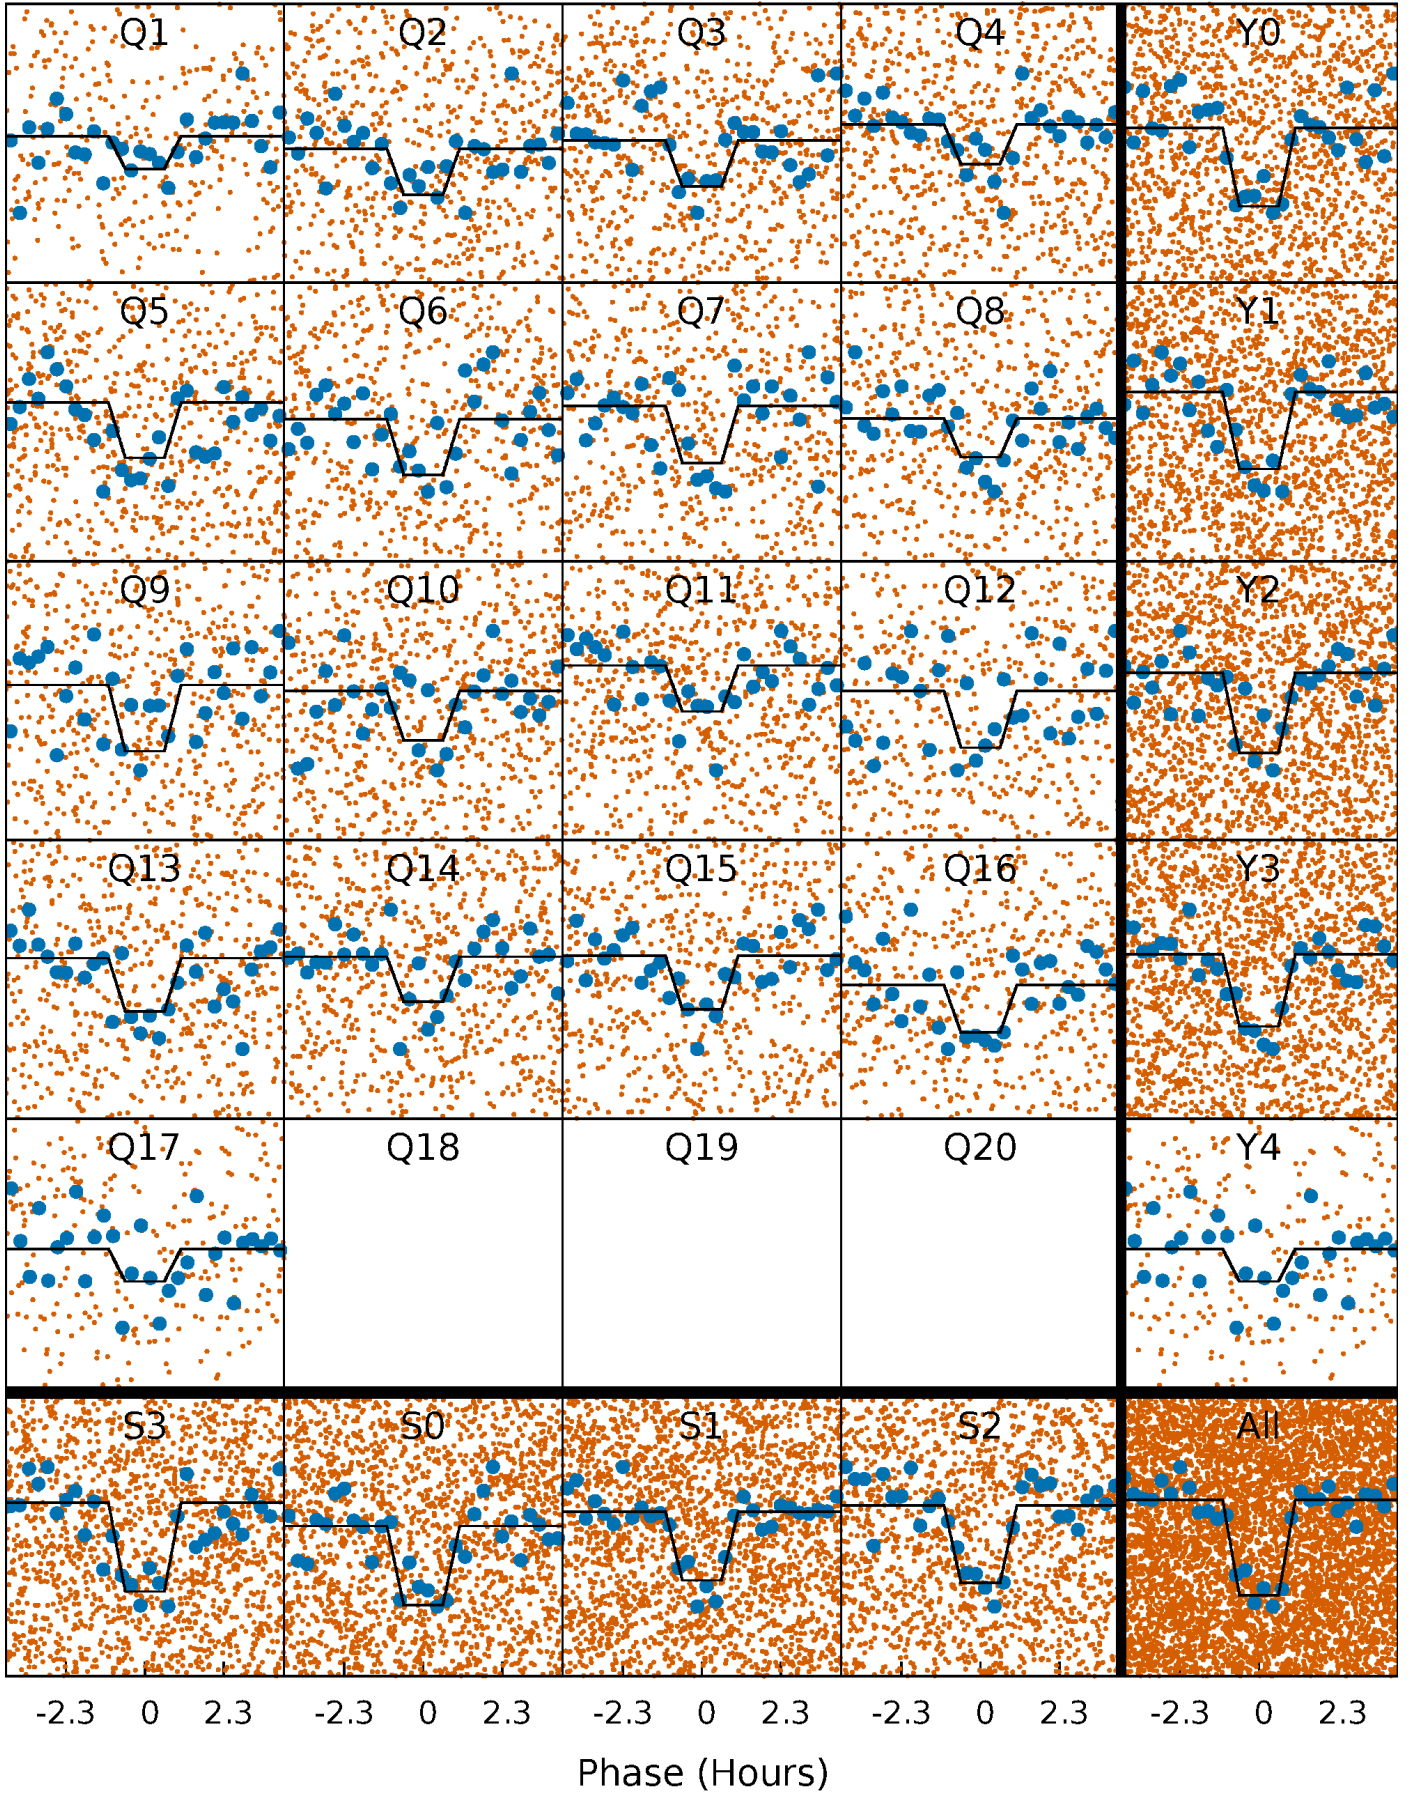 Q1 Q2 Q3 Q4 Y0
Q5 Q6 Q7 Q8 Y1
Q9 Q10 Q11 Q12 Y2
Q13 Q14 Q15 Q16 Y3
Q17 Q18 Q19 Q20 Y4
S3 S0 S1 S2 All
-2.3 0 2.3 -2.3 0 2.3 -2.3 0 2.3 -2.3 0 2.3 -2.3 0 2.3
Phase (Hours)